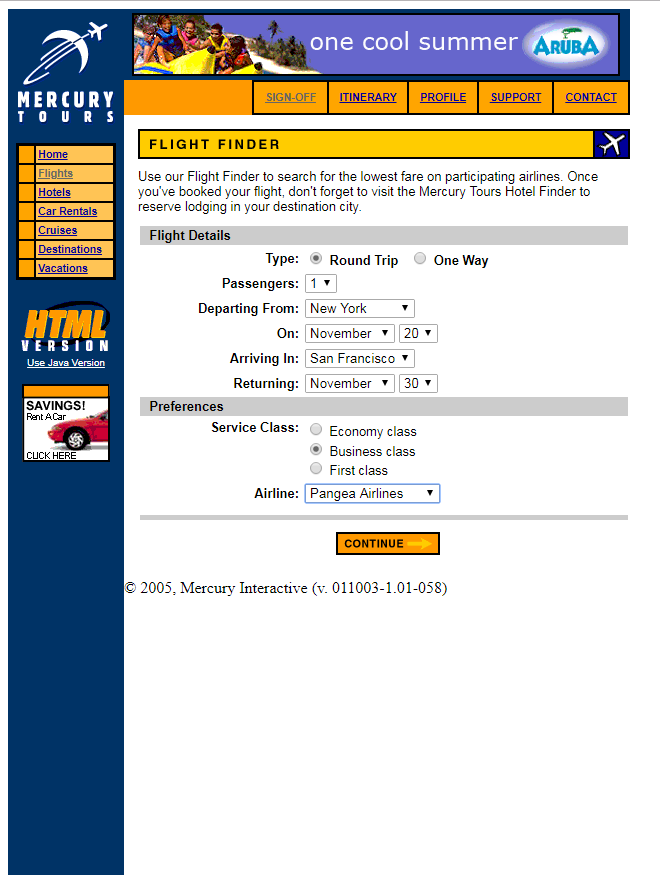 one cool summer ARUBA
MERCURY
TOURS
SIGN-OFF ITINERARY PROFILE SUPPORT CONTACT
Home
Flights
Hotels
Car Rentals
Cruises
Destinations
Vacations
HTML
VERSION
Use Java Version
SAVINGS!
Rent A Car
CLICK HERE
FLIGHT FINDER
Use our Flight Finder to search for the lowest fare on participating airlines. Once
you've booked your flight, don't forget to visit the Mercury Tours Hotel Finder to
reserve lodging in your destination city.
Flight Details
Type: Round Trip One Way
Passengers: 1
Departing From: New York
On: November 20
Arriving In: San Francisco
Returning: November 30
Preferences
Service Class: Economy class
Business class
First class
Airline: Pangea Airlines
CONTINUE
© 2005, Mercury Interactive (v. 011003-1.01-058)